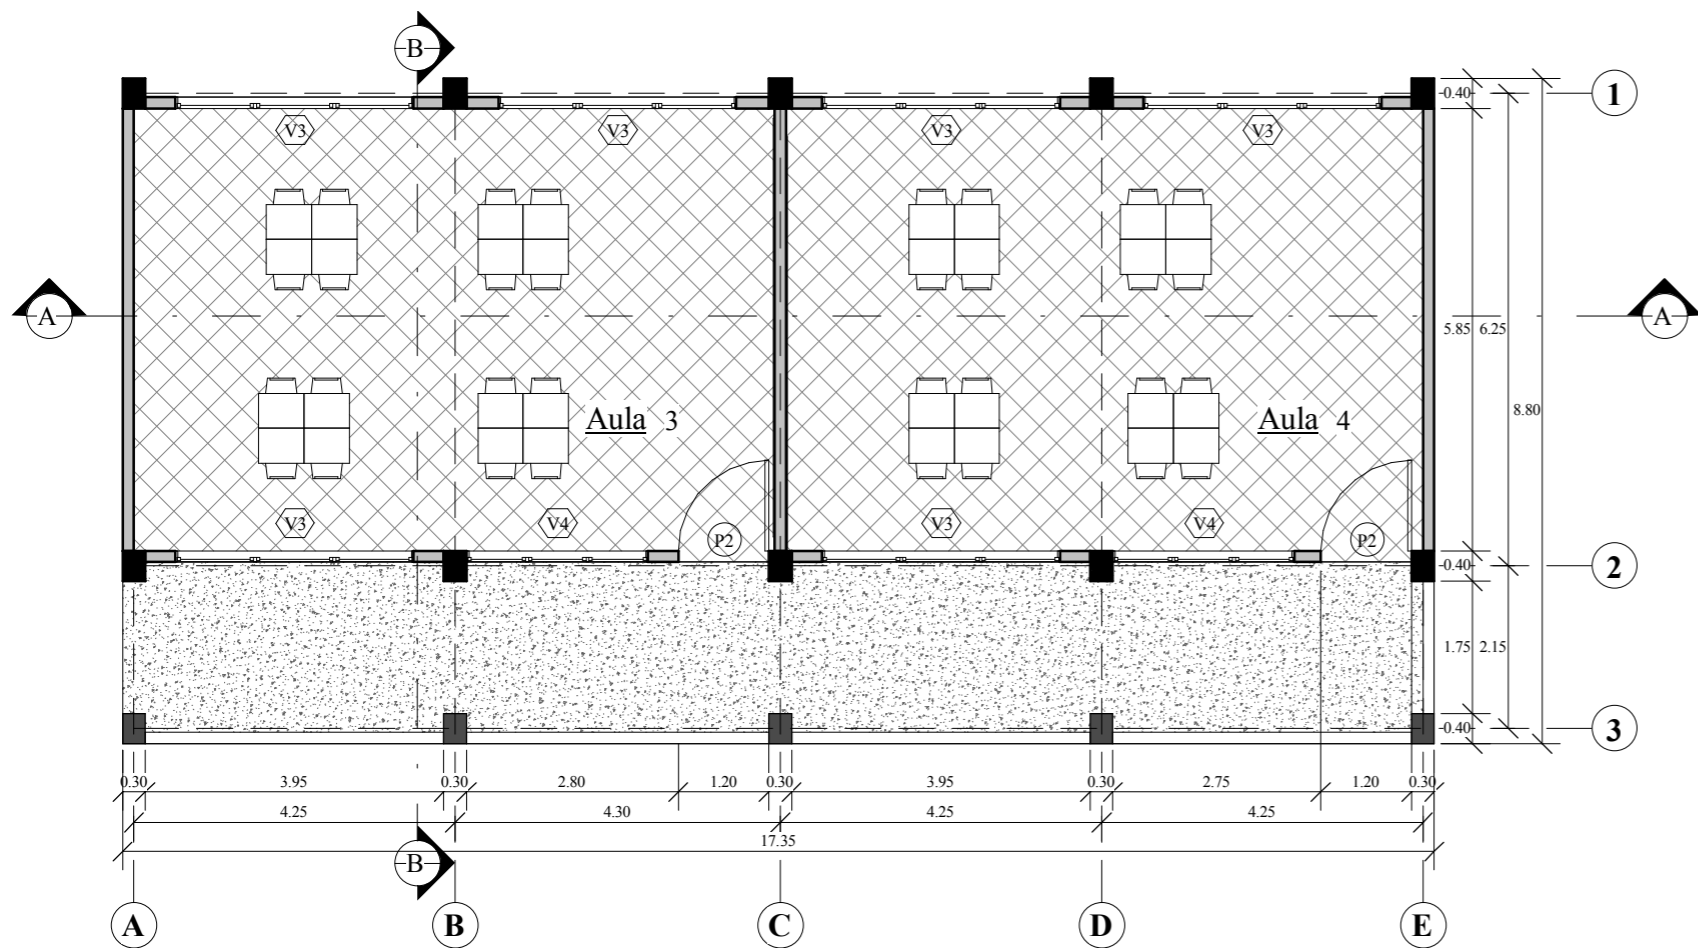 B
1
0.40
V3 V3 V3 V3
A A
5.85 6.25
8.80
Aula 3 Aula 4
V3 V4 V3 V4
P2 P2
0.40
2
1.75 2.15
0.40
3
0.30 3.95 0.30 2.80 1.20 0.30 3.95 0.30 2.75 1.20 0.30
4.25 4.30 4.25 4.25
17.35
B
A B C D E